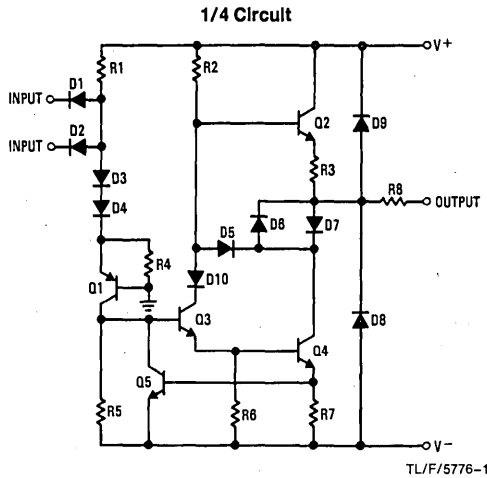 1/4 Circuit
V+
R1
R2
D1
INPUT
Q2
D9
D2
INPUT
R3
D3
R8
OUTPUT
D4
D6
D7
D5
R4
D10
Q1
Q3
D8
Q4
Q5
R5
R6
R7
V-
TL/F/5776-1